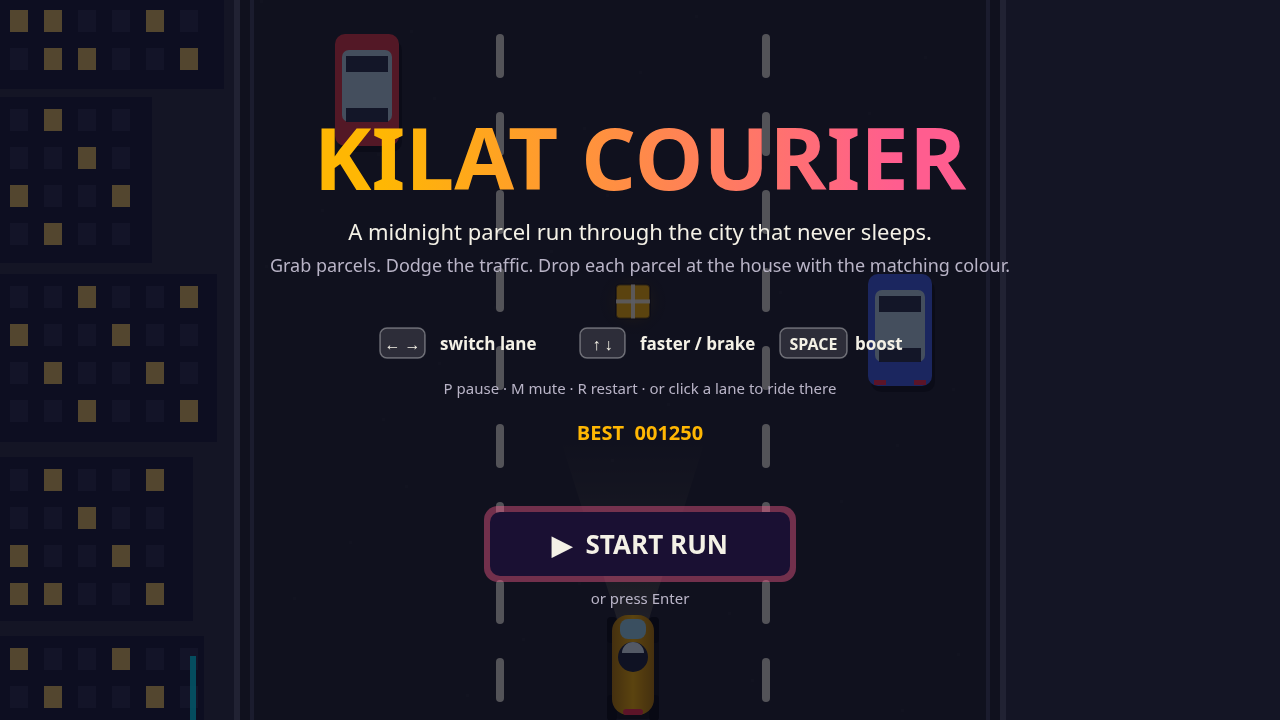 KILAT COURIER
A midnight parcel run through the city that never sleeps.
Grab parcels. Dodge the traffic. Drop each parcel at the house with the matching colour.
← → switch lane ↑ ↓ faster / brake SPACE boost
P pause · M mute · R restart · or click a lane to ride there
BEST 001250
▶ START RUN
or press Enter